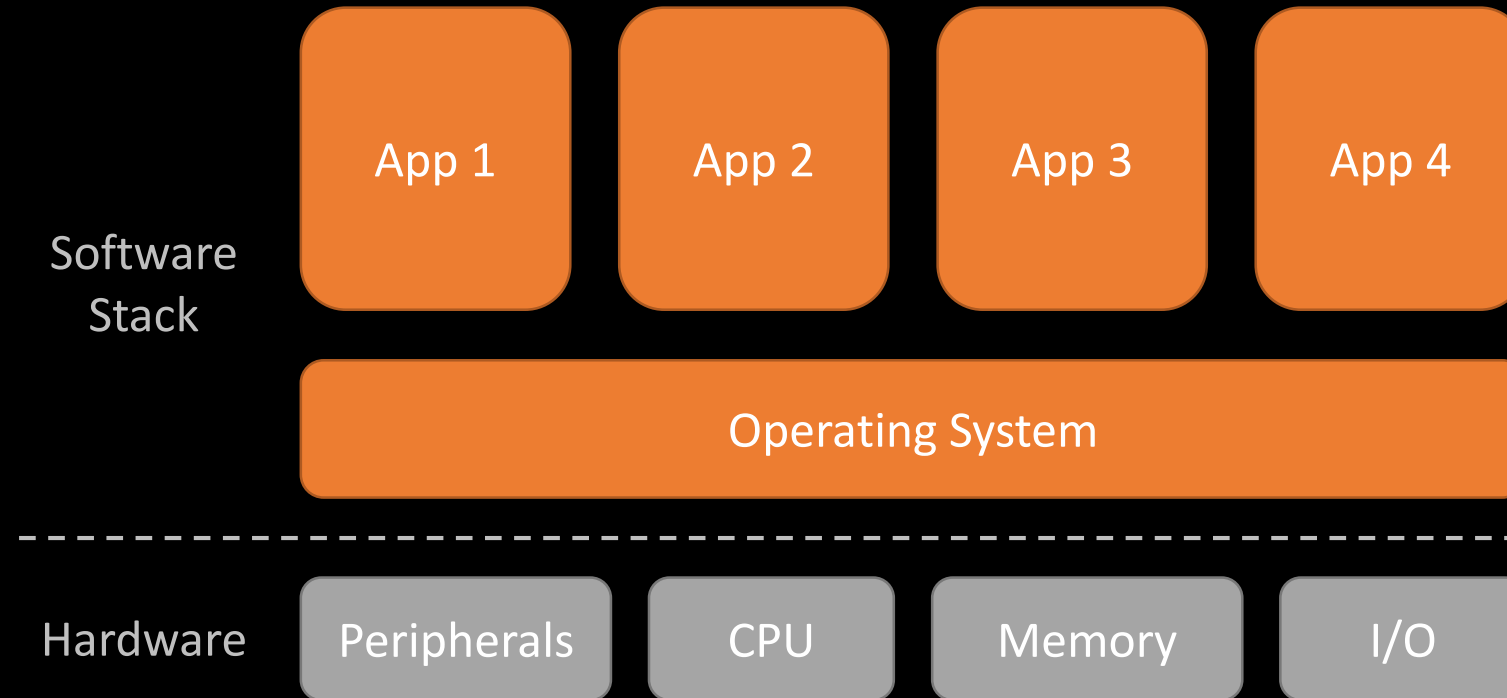 App 1
App 2
App 3
App 4
Software
Stack
Operating System
Hardware
Peripherals
CPU
Memory
I/O